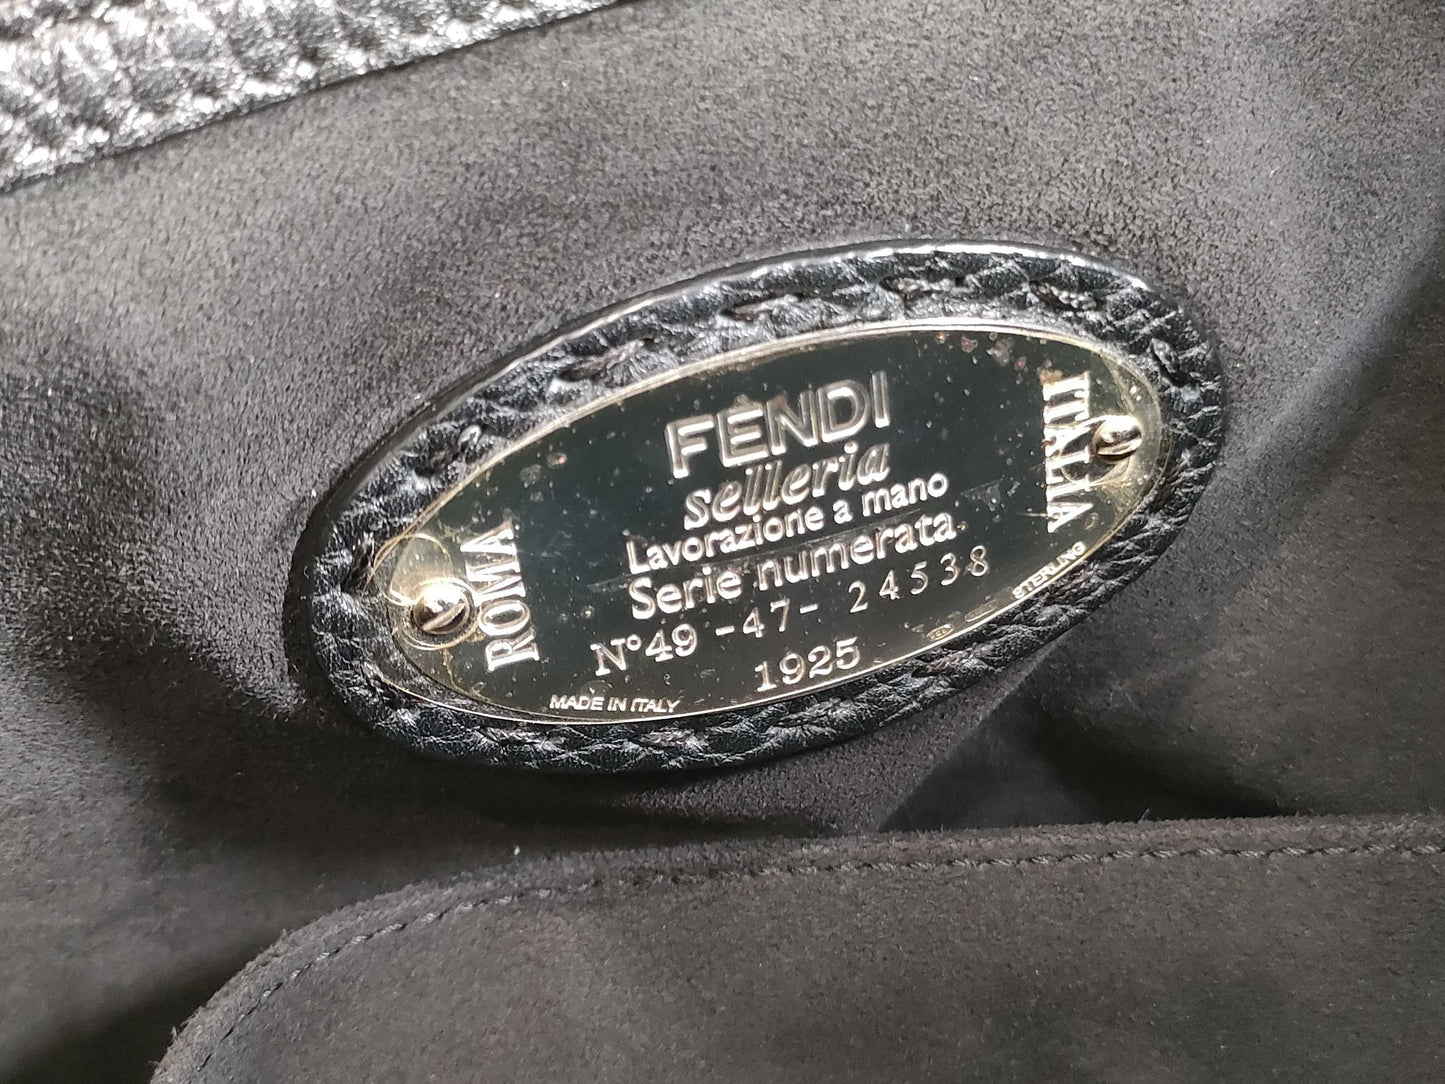 FENDI
selleria
Lavorazione a mano
Serie numerata
N°49 -47- 24538
1925
ROMA
ITALIA
MADE IN ITALY
STERLING